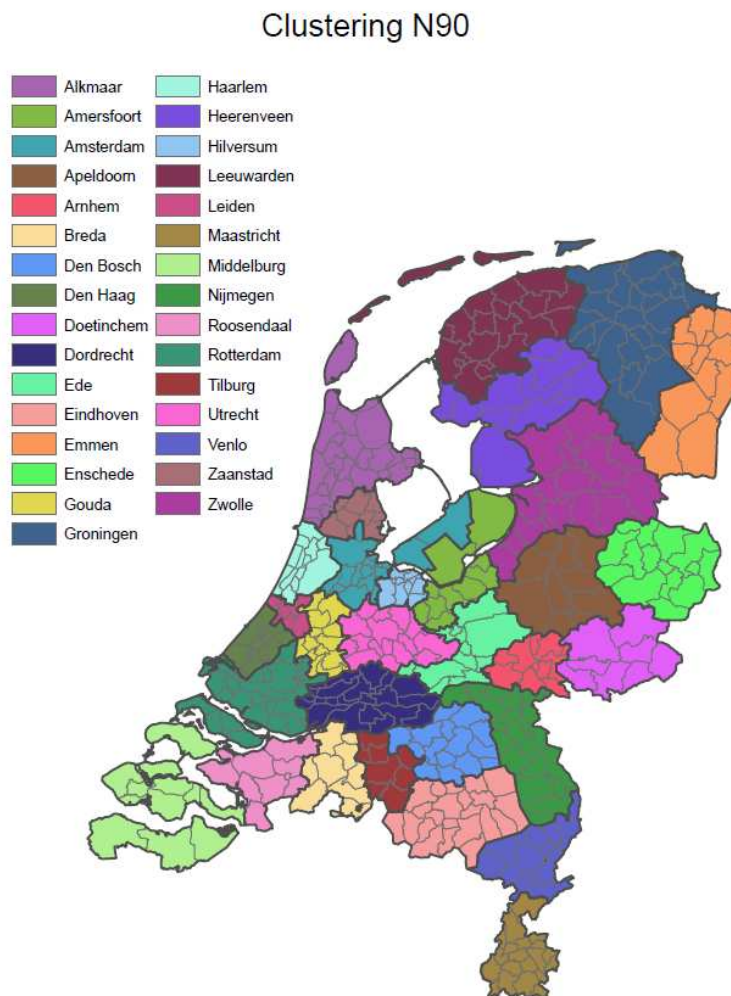 Clustering N90
Alkmaar
Amersfoort
Amsterdam
Apeldoorn
Arnhem
Breda
Den Bosch
Den Haag
Doetinchem
Dordrecht
Ede
Eindhoven
Emmen
Enschede
Gouda
Groningen
Haarlem
Heerenveen
Hilversum
Leeuwarden
Leiden
Maastricht
Middelburg
Nijmegen
Roosendaal
Rotterdam
Tilburg
Utrecht
Venlo
Zaanstad
Zwolle